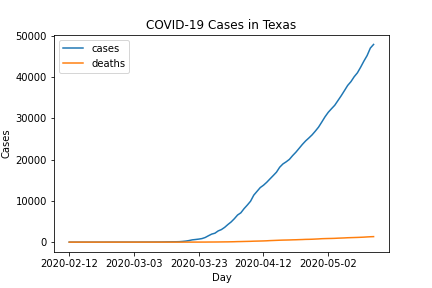 COVID-19 Cases in Texas
cases
deaths
50000
40000
30000
20000
10000
0
Cases
2020-02-12 2020-03-03 2020-03-23 2020-04-12 2020-05-02
Day